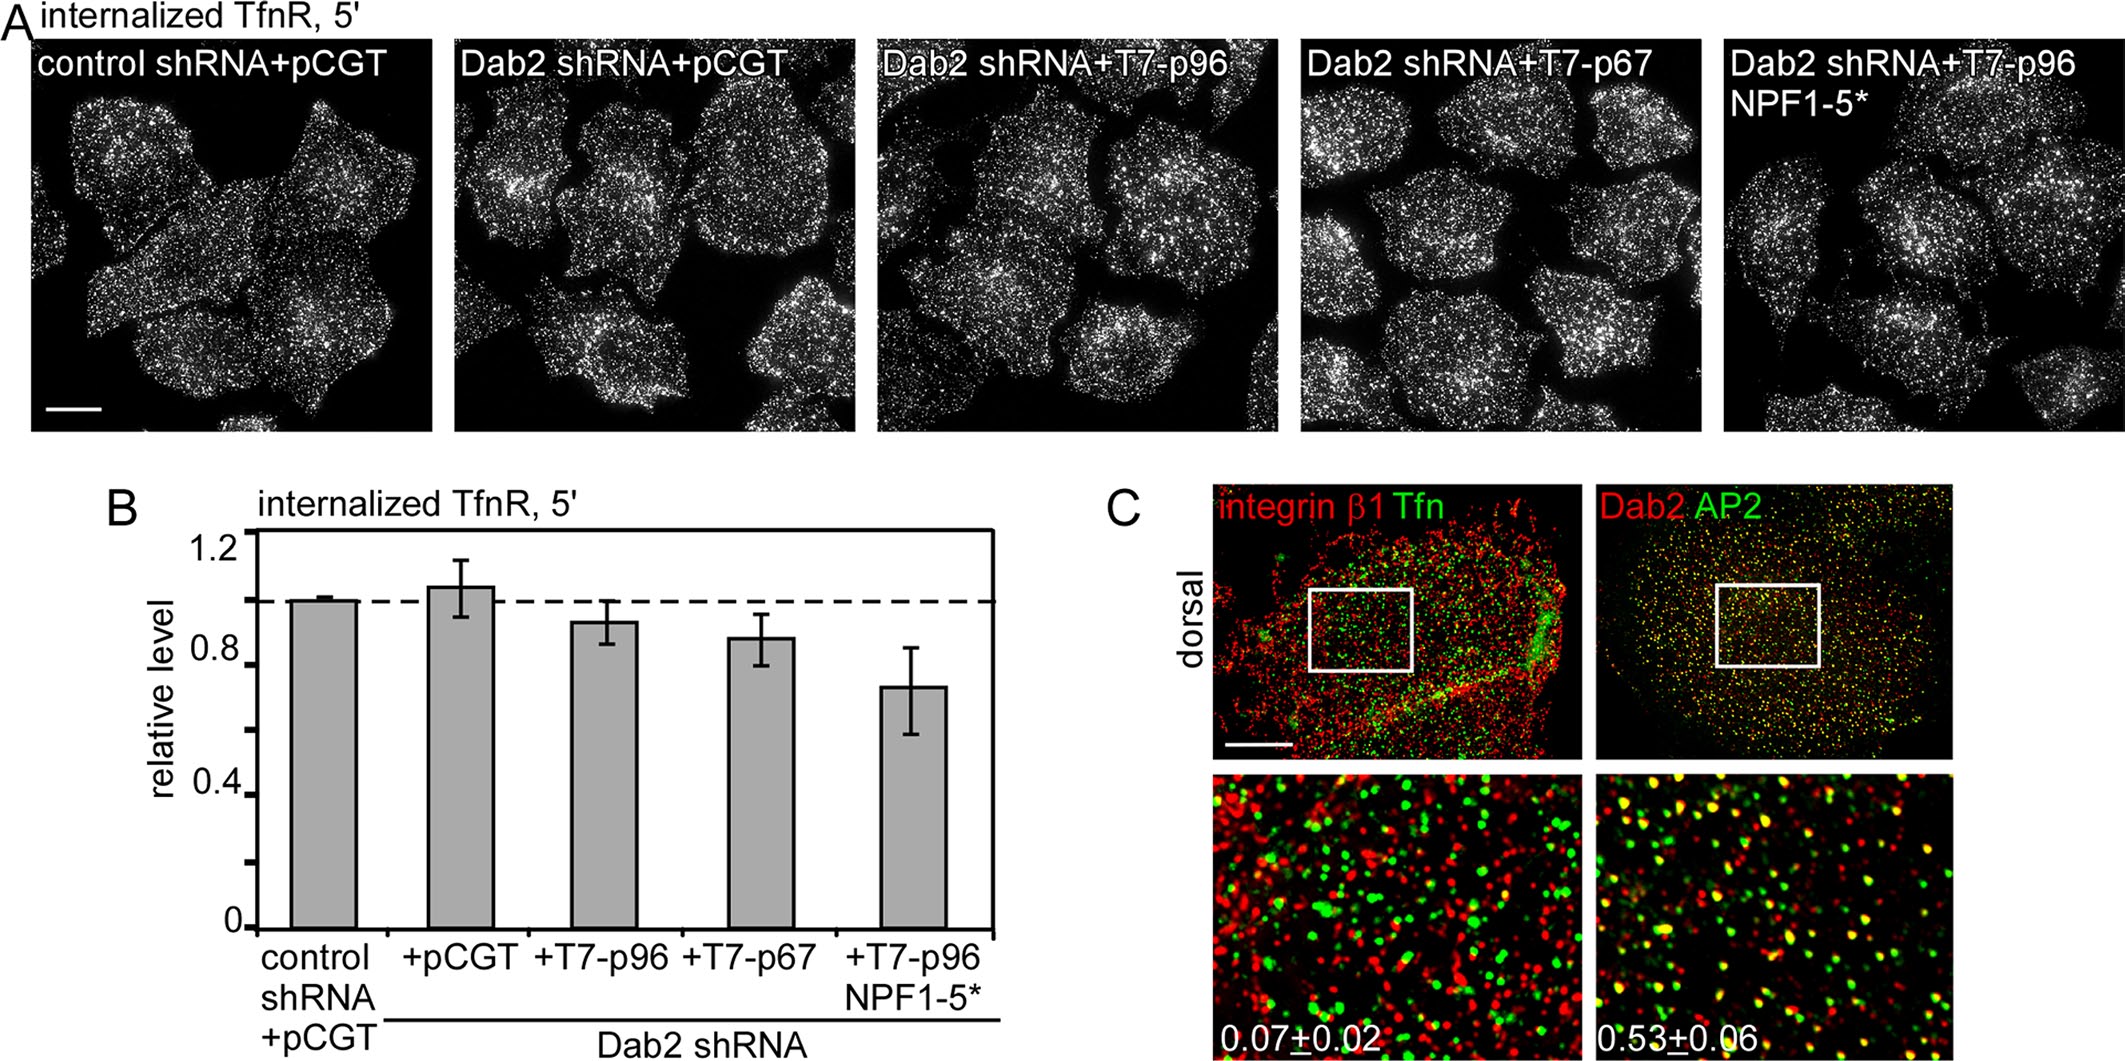 A
internalized TfnR, 5'
control shRNA+pCGT
Dab2 shRNA+pCGT
Dab2 shRNA+T7-p96
Dab2 shRNA+T7-p67
Dab2 shRNA+T7-p96
NPF1-5*
B
internalized TfnR, 5'
relative level
1.2
0.8
0.4
0
control
shRNA
+pCGT
+pCGT
+T7-p96
+T7-p67
+T7-p96
NPF1-5*
Dab2 shRNA
C
dorsal
integrin β1 Tfn
Dab2 AP2
0.07±0.02
0.53±0.06